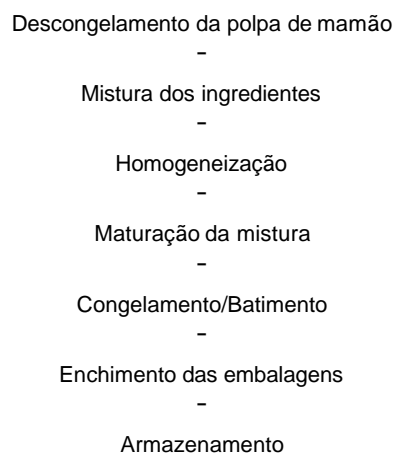 Descongelamento da polpa de mamão
-
Mistura dos ingredientes
-
Homogeneização
-
Maturação da mistura
-
Congelamento/Batimento
-
Enchimento das embalagens
-
Armazenamento